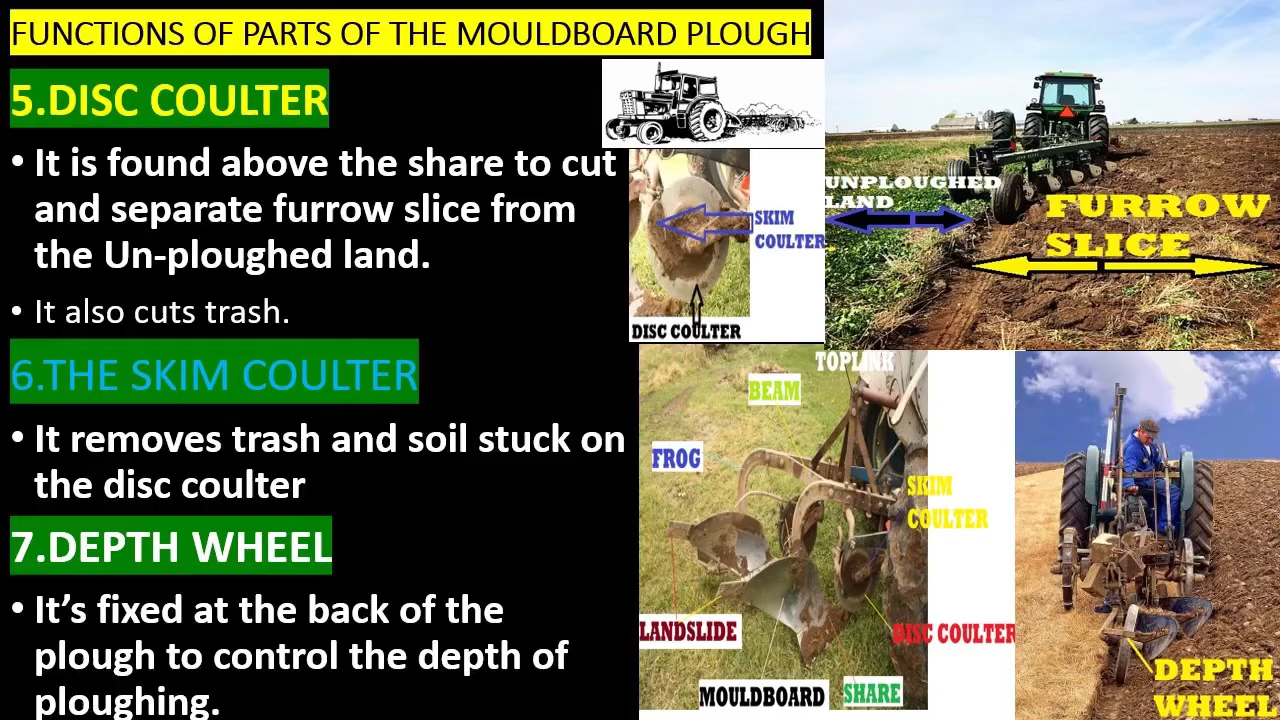 FUNCTIONS OF PARTS OF THE MOULDBOARD PLOUGH
5.DISC COULTER
• It is found above the share to cut
and separate furrow slice from
the Un-ploughed land.
• It also cuts trash.
6.THE SKIM COULTER
• It removes trash and soil stuck on
the disc coulter
7.DEPTH WHEEL
• It’s fixed at the back of the
plough to control the depth of
ploughing.
SKIM
COULTER
DISC COULTER
UNPLOUGHED
LAND
FURROW
SLICE
TOPLINK
BEAM
FROG
SKIM
COULTER
LANDSLIDE
DISC COULTER
MOULDBOARD
SHARE
DEPTH
WHEEL